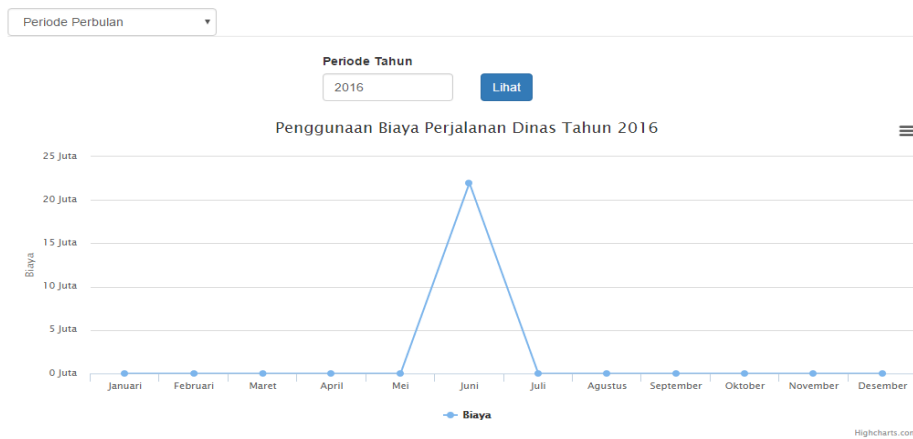 Periode Perbulan
Periode Tahun
2016
Lihat
Penggunaan Biaya Perjalanan Dinas Tahun 2016
25 Juta
20 Juta
15 Juta
10 Juta
5 Juta
0 Juta
Biaya
Januari Februari Maret April Mei Juni Juli Agustus September Oktober November Desember
Biaya
Highcharts.com